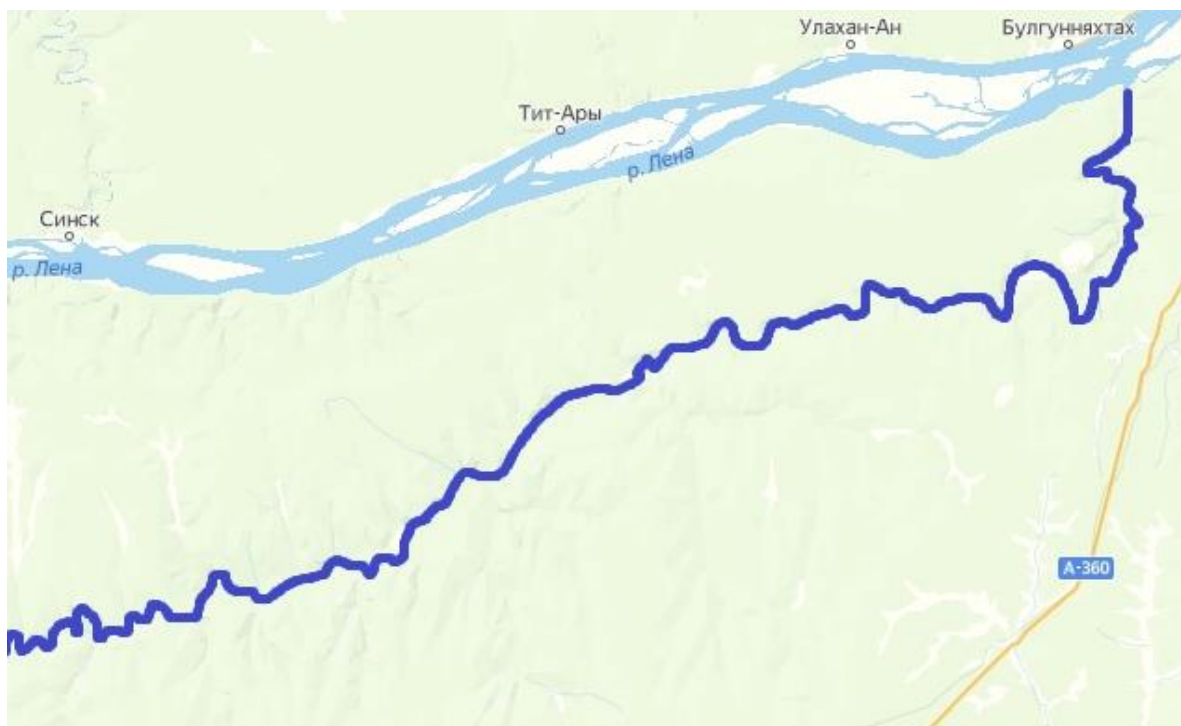 Улахан-Ан
Булгунняхтах
Тит-Ары
р. Лена
Синск
р. Лена
А-360